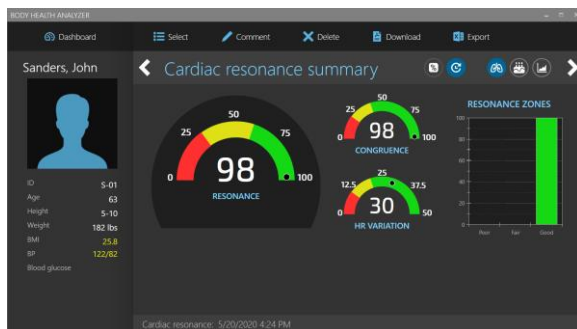 BODY HEALTH ANALYZER
Dashboard
Select
Comment
Delete
Download
Export
Sanders, John
Cardiac resonance summary
ID S-01
Age 63
Height 5-10
Weight 182 lbs
BMI 25.8
BP 122/82
Blood glucose
0
25
50
75
100
98
RESONANCE
0
25
50
75
100
98
CONGRUENCE
0
12.5
25
37.5
50
30
HR VARIATION
RESONANCE ZONES
100
80
60
40
20
0
Poor Fair Good
Cardiac resonance: 5/20/2020 4:24 PM